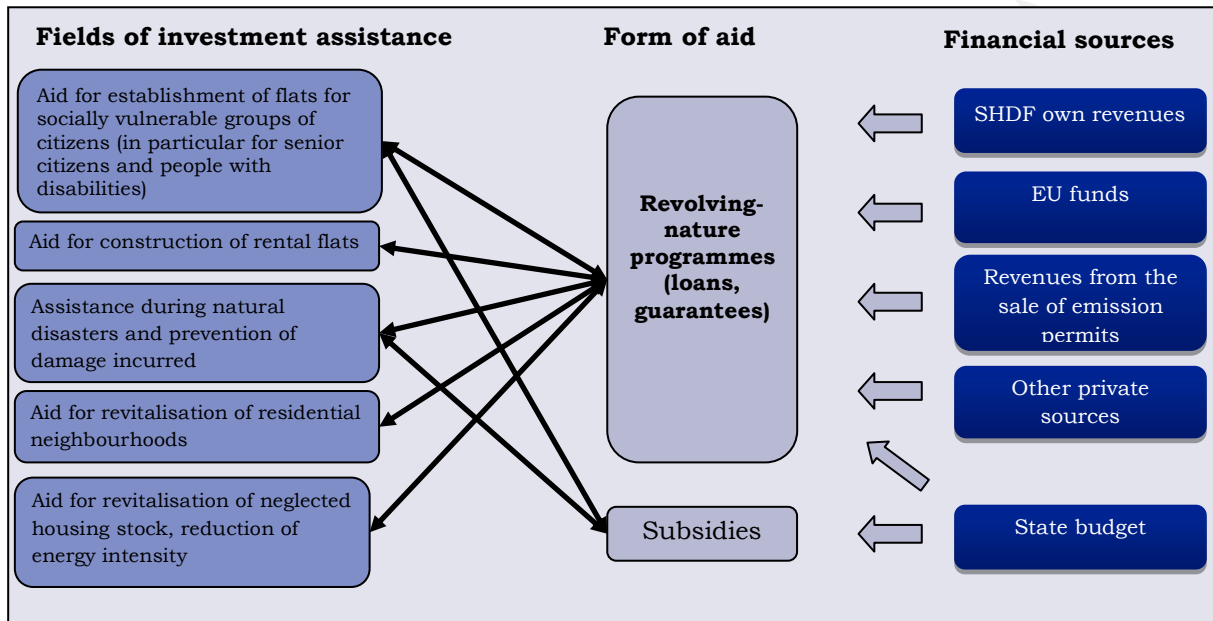 Fields of investment assistance
Form of aid
Financial sources
Aid for establishment of flats for
socially vulnerable groups of
citizens (in particular for senior
citizens and people with
disabilities)
Aid for construction of rental flats
Assistance during natural
disasters and prevention of
damage incurred
Aid for revitalisation of residential
neighbourhoods
Aid for revitalisation of neglected
housing stock, reduction of
energy intensity
Revolving-
nature
programmes
(loans,
guarantees)
Subsidies
SHDF own revenues
EU funds
Revenues from the
sale of emission
permits
Other private
sources
State budget